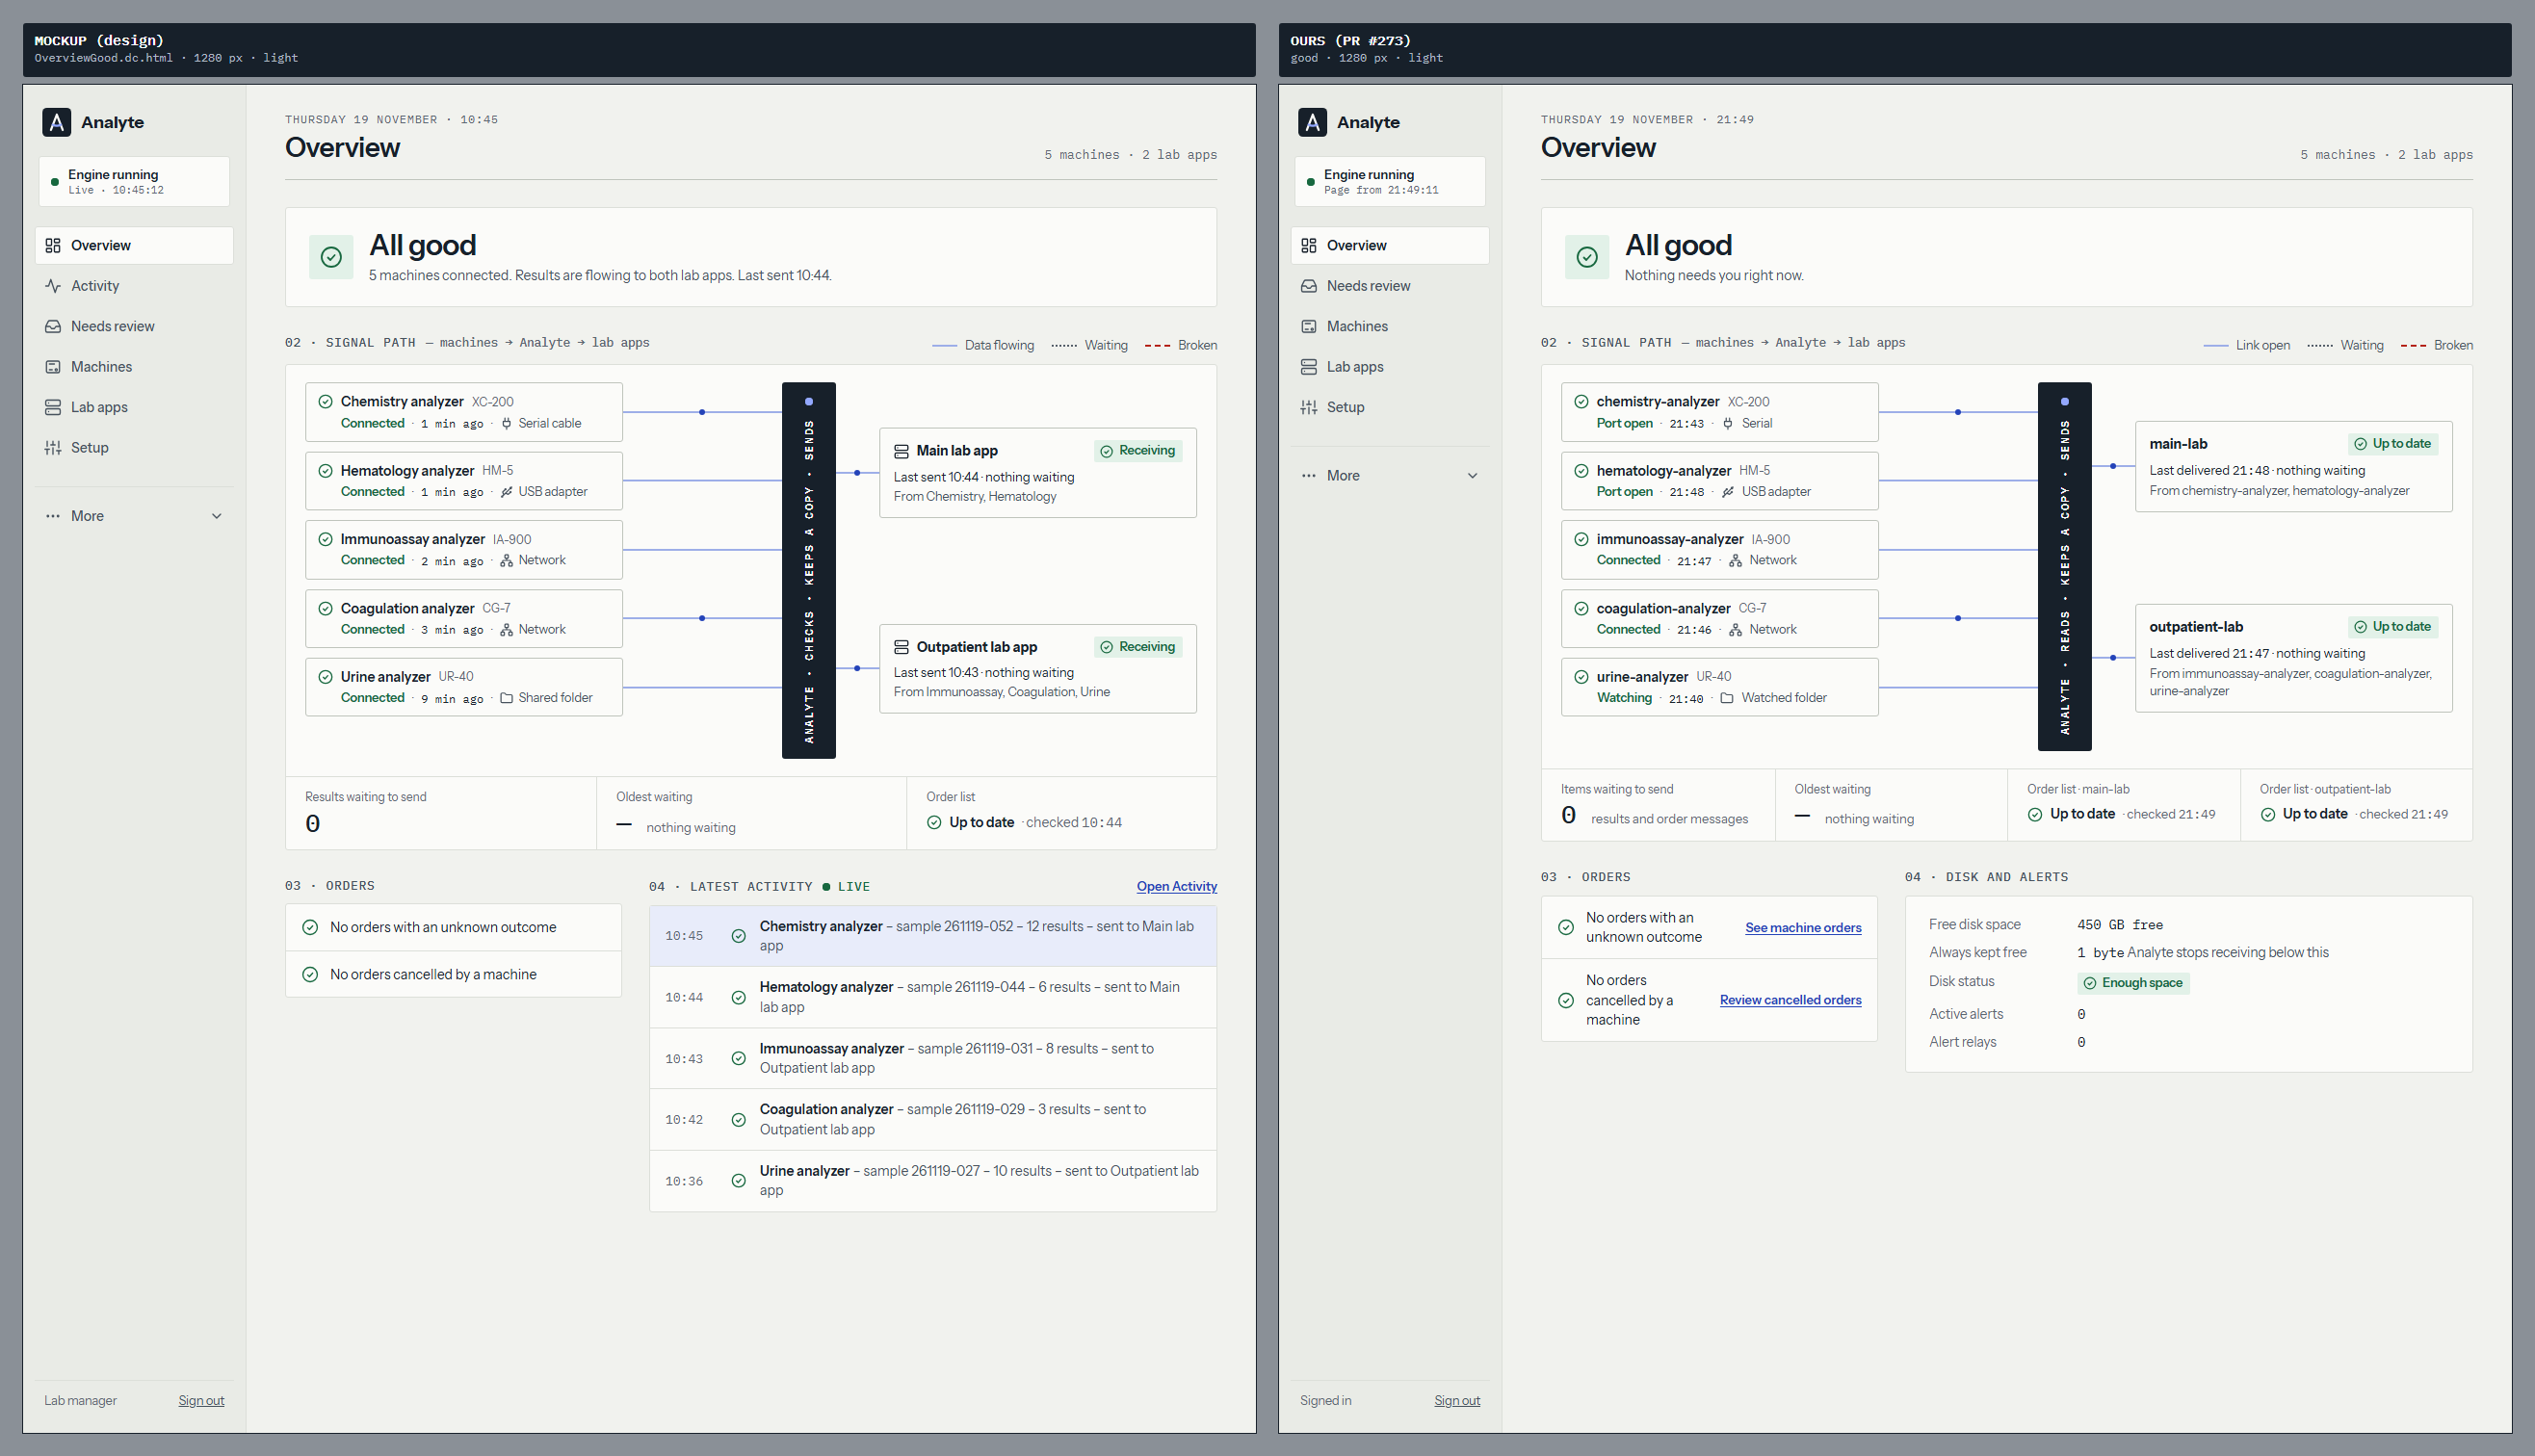 MOCKUP (design)
OverviewGood.dc.html · 1280 px · light
Analyte
Engine running
Live · 10:45:12
Overview
Activity
Needs review
Machines
Lab apps
Setup
More
Lab manager
Sign out
THURSDAY 19 NOVEMBER · 10:45
Overview
5 machines · 2 lab apps
All good
5 machines connected. Results are flowing to both lab apps. Last sent 10:44.
02 · SIGNAL PATH — machines → Analyte → lab apps
Data flowing
Waiting
Broken
Chemistry analyzer XC-200
Connected · 1 min ago · Serial cable
Hematology analyzer HM-5
Connected · 1 min ago · USB adapter
Immunoassay analyzer IA-900
Connected · 2 min ago · Network
Coagulation analyzer CG-7
Connected · 3 min ago · Network
Urine analyzer UR-40
Connected · 9 min ago · Shared folder
ANALYTE · CHECKS · KEEPS A COPY · SENDS
Main lab app
Receiving
Last sent 10:44 · nothing waiting
From Chemistry, Hematology
Outpatient lab app
Receiving
Last sent 10:43 · nothing waiting
From Immunoassay, Coagulation, Urine
Results waiting to send
0
Oldest waiting
— nothing waiting
Order list
Up to date · checked 10:44
03 · ORDERS
No orders with an unknown outcome
No orders cancelled by a machine
04 · LATEST ACTIVITY
LIVE
Open Activity
10:45
Chemistry analyzer – sample 261119-052 – 12 results – sent to Main lab
app
10:44
Hematology analyzer – sample 261119-044 – 6 results – sent to Main
lab app
10:43
Immunoassay analyzer – sample 261119-031 – 8 results – sent to
Outpatient lab app
10:42
Coagulation analyzer – sample 261119-029 – 3 results – sent to
Outpatient lab app
10:36
Urine analyzer – sample 261119-027 – 10 results – sent to Outpatient lab
app
OURS (PR #273)
good · 1280 px · light
Analyte
Engine running
Page from 21:49:11
Overview
Needs review
Machines
Lab apps
Setup
More
Signed in
Sign out
THURSDAY 19 NOVEMBER · 21:49
Overview
5 machines · 2 lab apps
All good
Nothing needs you right now.
02 · SIGNAL PATH — machines → Analyte → lab apps
Link open
Waiting
Broken
chemistry-analyzer XC-200
Port open · 21:43 · Serial
hematology-analyzer HM-5
Port open · 21:48 · USB adapter
immunoassay-analyzer IA-900
Connected · 21:47 · Network
coagulation-analyzer CG-7
Connected · 21:46 · Network
urine-analyzer UR-40
Watching · 21:40 · Watched folder
ANALYTE · READS · KEEPS A COPY · SENDS
main-lab
Up to date
Last delivered 21:48 · nothing waiting
From chemistry-analyzer, hematology-analyzer
outpatient-lab
Up to date
Last delivered 21:47 · nothing waiting
From immunoassay-analyzer, coagulation-analyzer,
urine-analyzer
Items waiting to send
0 results and order messages
Oldest waiting
— nothing waiting
Order list · main-lab
Up to date · checked 21:49
Order list · outpatient-lab
Up to date · checked 21:49
03 · ORDERS
No orders with an
unknown outcome
See machine orders
No orders
cancelled by a
machine
Review cancelled orders
04 · DISK AND ALERTS
Free disk space
450 GB free
Always kept free
1 byte Analyte stops receiving below this
Disk status
Enough space
Active alerts
0
Alert relays
0